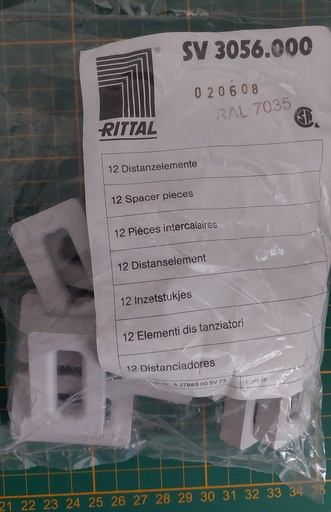 SV 3056.000
®
020608
RAL 7035
RITTAL
12 Distanzelemente
12 Spacer pieces
12 Pièces intercalaires
12 Distanselement
12 Inzetstukjes
12 Elementi dis tanziatori
12 Distanciadores
21 22 23 24 25 26 27 28 29 30 31 32 33 34